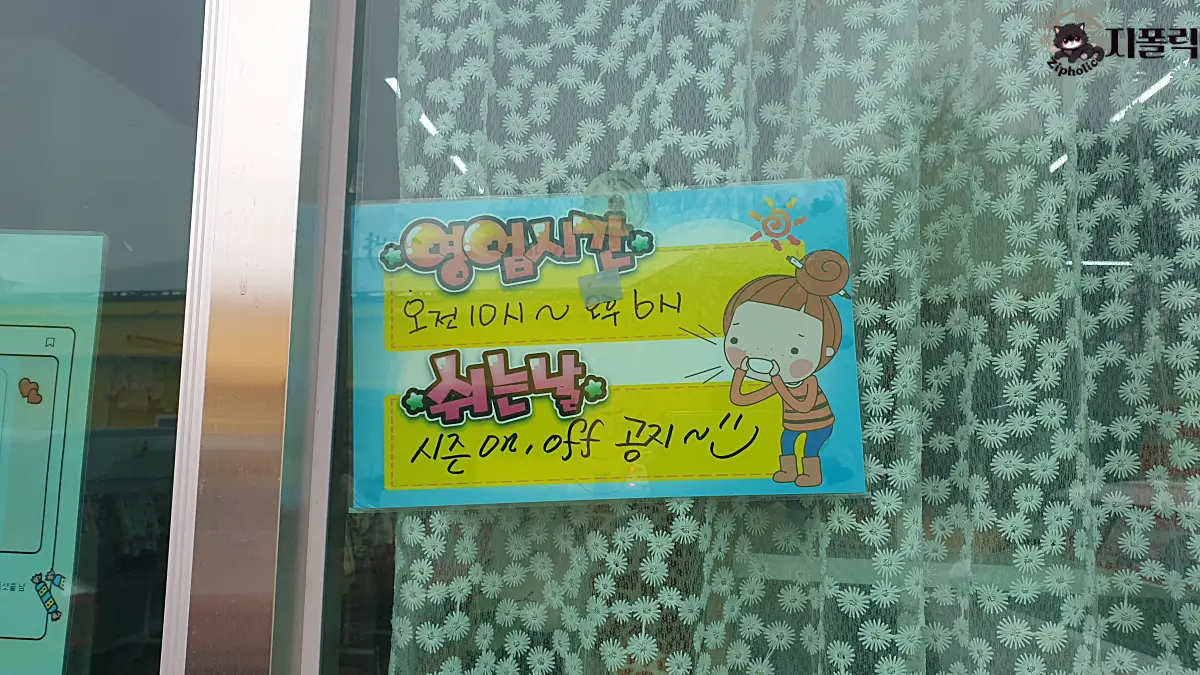 지폴릭
Zipholic
영업시간
오전 10시 ~ 오후 6시
쉬는날
시즌 on, off 공지~